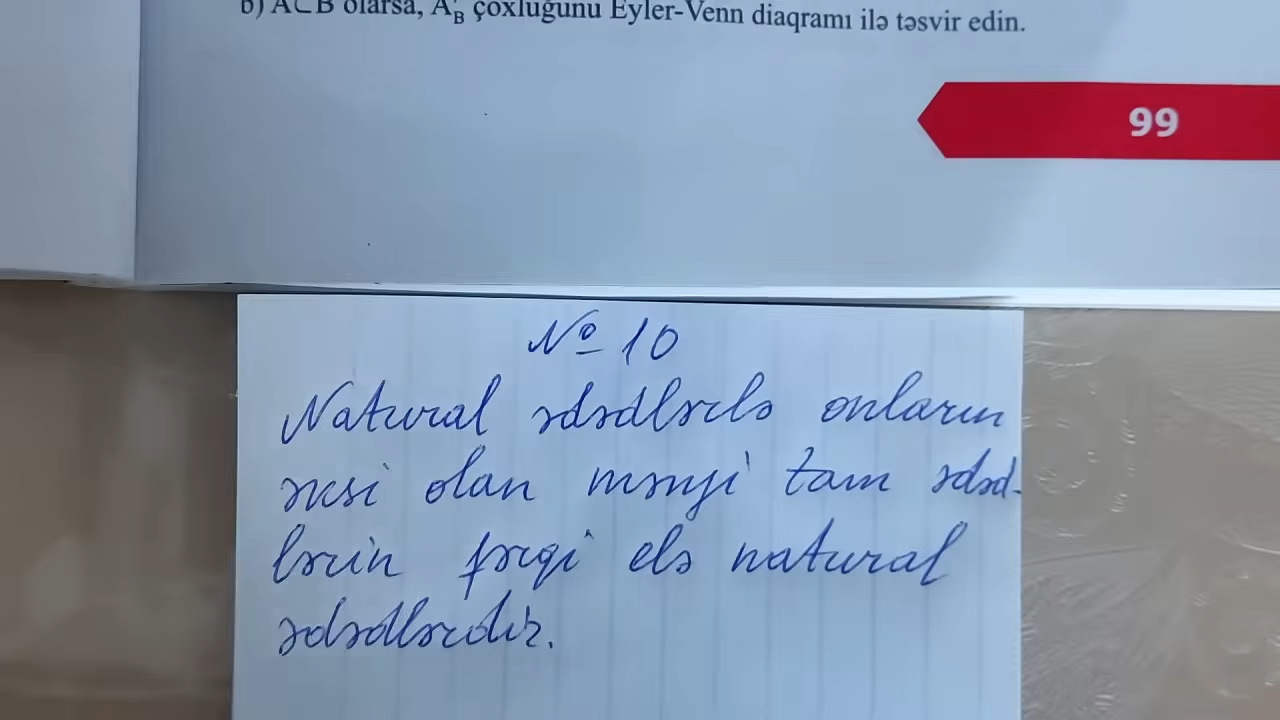 b) A⊂B olarsa, A'B çoxluğunu Eyler-Venn diaqramı ilə təsvir edin.
99
№ 10
Natural ədədlərlə onların
əksi olan mənfi tam ədəd-
lərin fərqi elə natural
ədədlərdir.